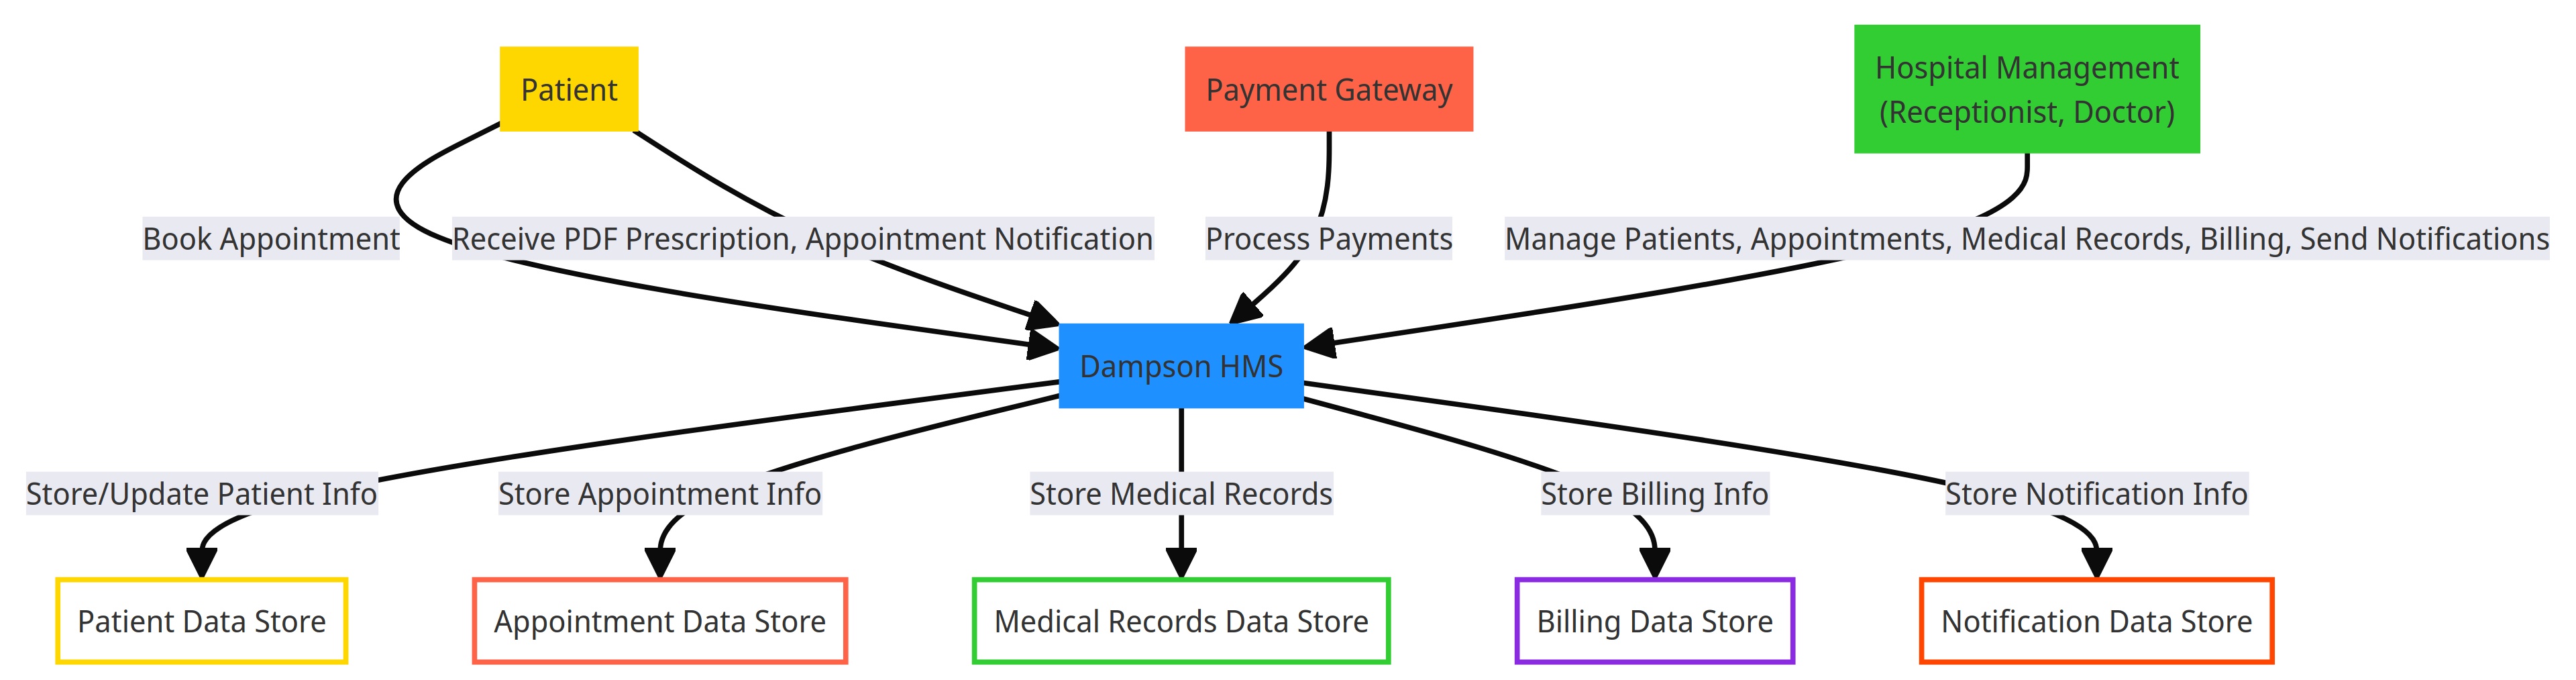 Patient
Payment Gateway
Hospital Management
(Receptionist, Doctor)
Book Appointment
Receive PDF Prescription, Appointment Notification
Process Payments
Manage Patients, Appointments, Medical Records, Billing, Send Notifications
Dampson HMS
Store/Update Patient Info
Store Appointment Info
Store Medical Records
Store Billing Info
Store Notification Info
Patient Data Store
Appointment Data Store
Medical Records Data Store
Billing Data Store
Notification Data Store